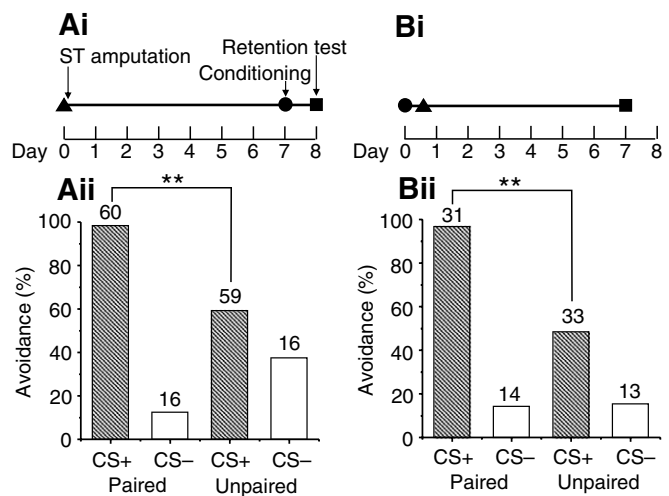 Ai
ST amputation
Retention test
Conditioning
Day 0 1 2 3 4 5 6 7 8
Bi
Day 0 1 2 3 4 5 6 7 8
Aii
**
Avoidance (%)
100
80
60
40
20
0
60
16
59
16
CS+ CS– CS+ CS–
Paired Unpaired
Bii
**
Avoidance (%)
100
80
60
40
20
0
31
14
33
13
CS+ CS– CS+ CS–
Paired Unpaired